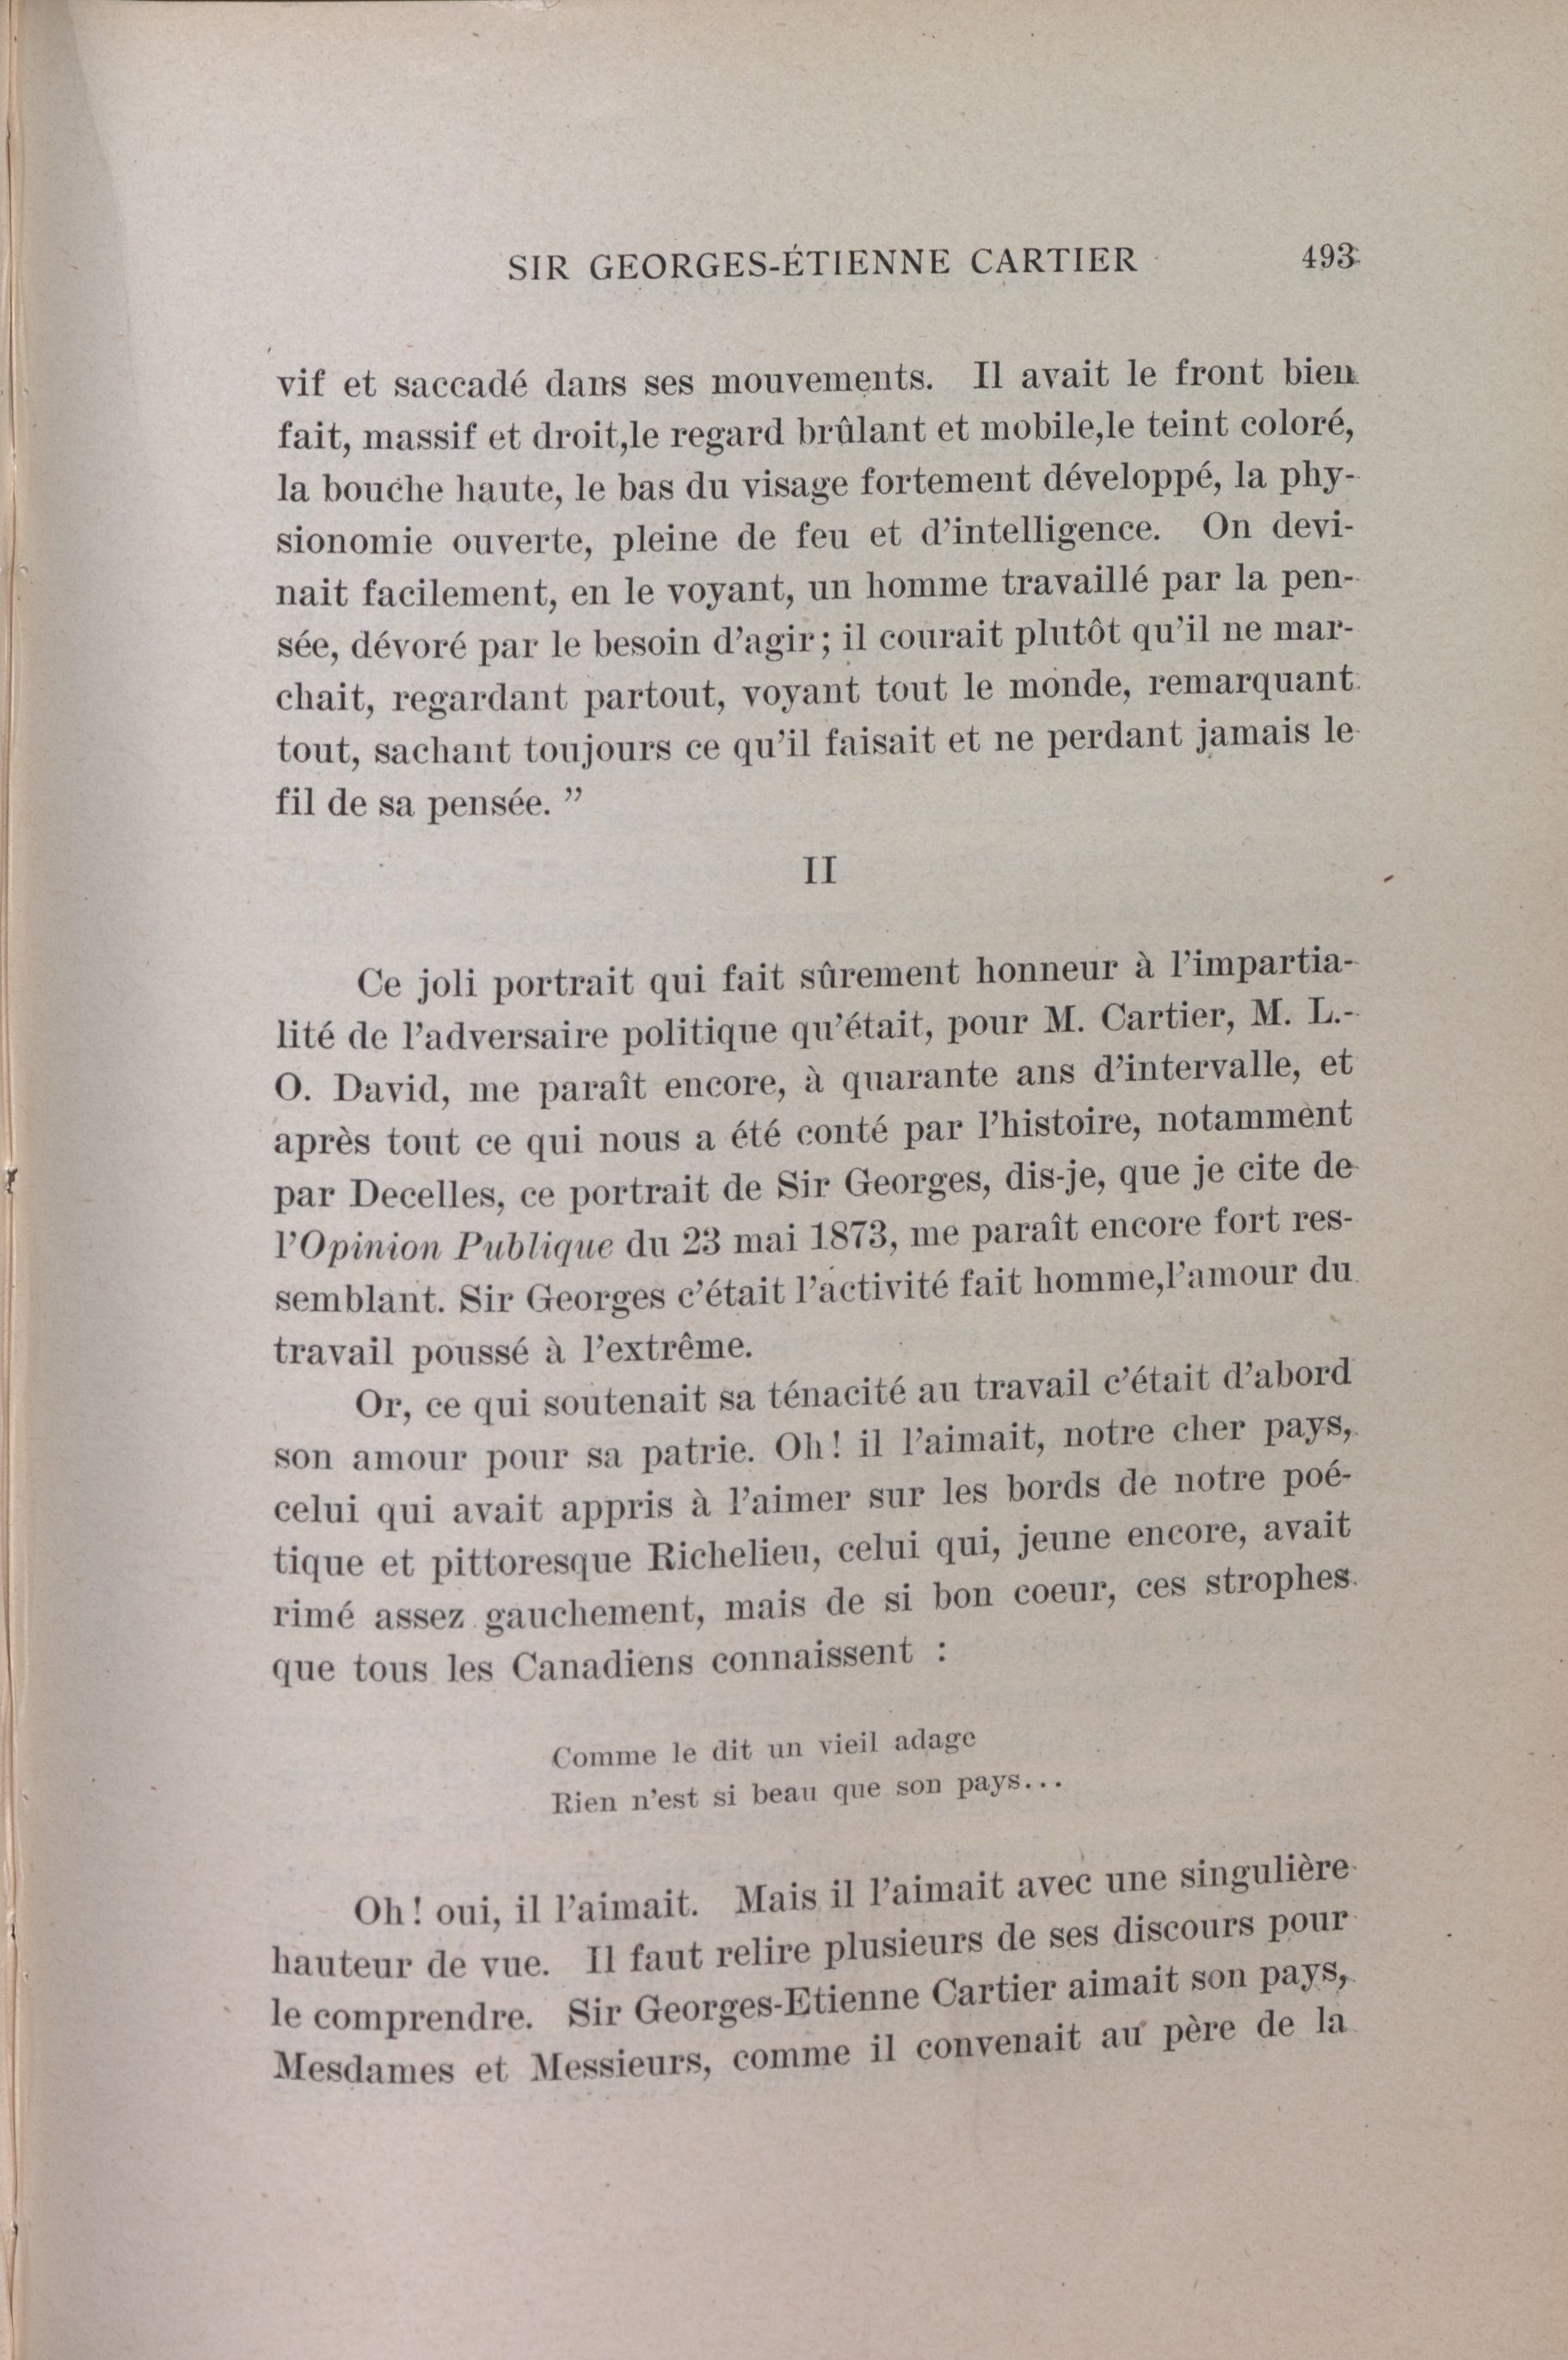 SIR GEORGES-ÉTIENNE CARTIER 493
vif et saccadé dans ses mouvements. Il avait le front bien
fait, massif et droit,le regard brûlant et mobile,le teint coloré,
la bouche haute, le bas du visage fortement développé, la phy-
sionomie ouverte, pleine de feu et d'intelligence. On devi-
nait facilement, en le voyant, un homme travaillé par la pen-
sée, dévoré par le besoin d'agir; il courait plutôt qu'il ne mar-
chait, regardant partout, voyant tout le monde, remarquant
tout, sachant toujours ce qu'il faisait et ne perdant jamais le
fil de sa pensée. ”
II
Ce joli portrait qui fait sûrement honneur à l'impartia-
lité de l'adversaire politique qu'était, pour M. Cartier, M. L.-
O. David, me paraît encore, à quarante ans d'intervalle, et
après tout ce qui nous a été conté par l'histoire, notamment
par Decelles, ce portrait de Sir Georges, dis-je, que je cite de
l'Opinion Publique du 23 mai 1873, me paraît encore fort res-
semblant. Sir Georges c'était l'activité fait homme,l'amour du
travail poussé à l'extrême.
Or, ce qui soutenait sa ténacité au travail c'était d'abord
son amour pour sa patrie. Oh! il l'aimait, notre cher pays,
celui qui avait appris à l'aimer sur les bords de notre poé-
tique et pittoresque Richelieu, celui qui, jeune encore, avait
rimé assez gauchement, mais de si bon coeur, ces strophes
que tous les Canadiens connaissent :
Comme le dit un vieil adage
Rien n'est si beau que son pays...
Oh! oui, il l'aimait. Mais il l'aimait avec une singulière
hauteur de vue. Il faut relire plusieurs de ses discours pour
le comprendre. Sir Georges-Etienne Cartier aimait son pays,
Mesdames et Messieurs, comme il convenait au père de la